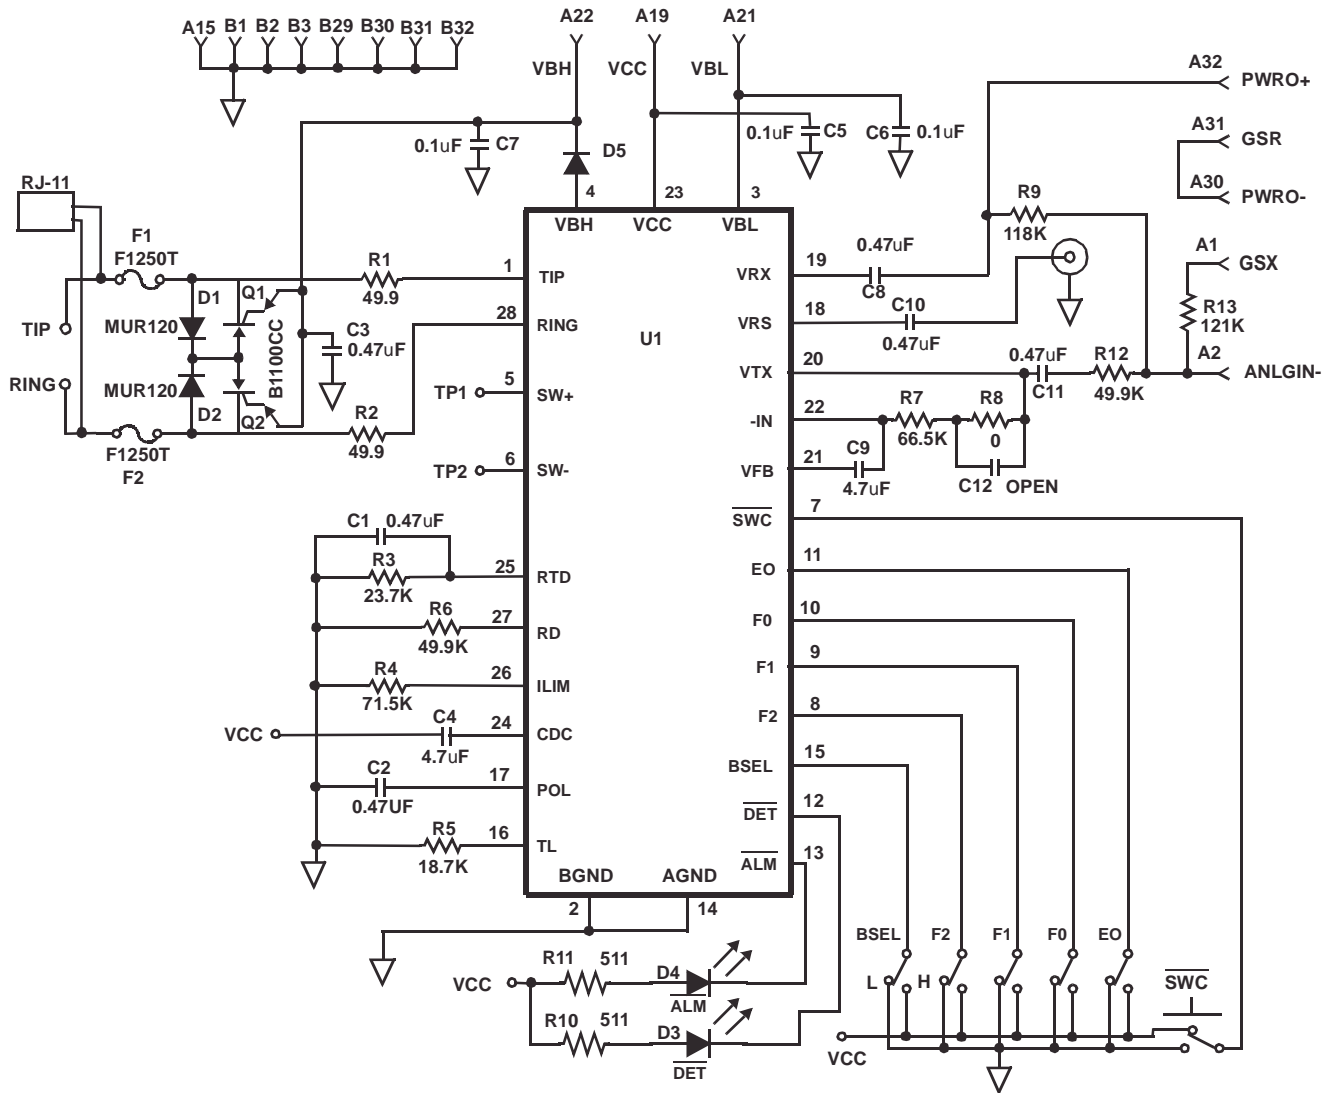 A22 A19 A21
A15 B1 B2 B3 B29 B30 B31 B32
VBH VCC VBL
A32
PWRO+
A31
GSR
A30
PWRO-
0.1uF C7
D5
0.1uF C5
C6 0.1uF
RJ-11
4 23 3
VBH VCC VBL
R9
118K
F1
F1250T
R1
49.9
1 TIP
VRX 19
0.47uF
C8
A1
GSX
D1
MUR120
Q1
28 RING
U1
VRS 18
C10
0.47uF
R13
121K
TIP
B1100CC
C3
0.47uF
VTX 20
0.47uF
C11
R12
49.9K
A2
ANLGIN-
RING
MUR120
D2
Q2
TP1 5 SW+
R2
49.9
-IN 22
R7
66.5K
R8
0
F1250T
F2
TP2 6 SW-
VFB 21
C9
4.7uF
C12 OPEN
SWC 7
C1 0.47uF
R3
23.7K
25 RTD
EO 11
R6
49.9K
27 RD
F0 10
R4
71.5K
26 ILIM
F1 9
VCC
C4
4.7uF
24 CDC
F2 8
C2
0.47UF
17 POL
BSEL 15
R5
18.7K
16 TL
DET 12
ALM 13
BGND AGND
2 14
BSEL F2 F1 F0 EO
L H
SWC
VCC
R11 511
D4
ALM
R10 511
D3
DET
VCC